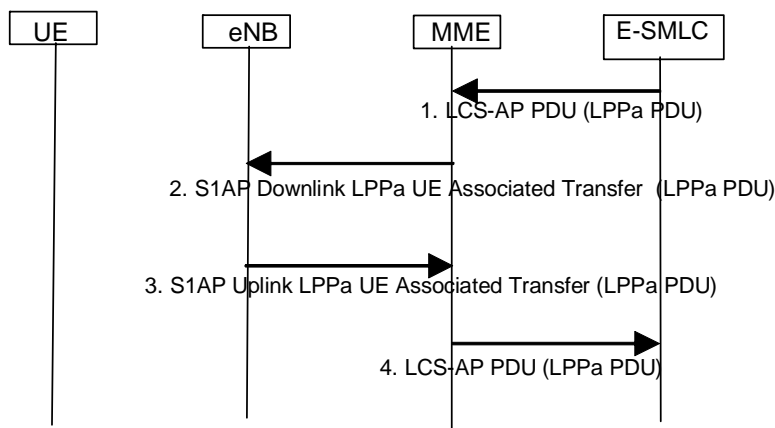 UE
eNB
MME
E-SMLC
1. LCS-AP PDU (LPPa PDU)
2. S1AP Downlink LPPa UE Associated Transfer (LPPa PDU)
3. S1AP Uplink LPPa UE Associated Transfer (LPPa PDU)
4. LCS-AP PDU (LPPa PDU)